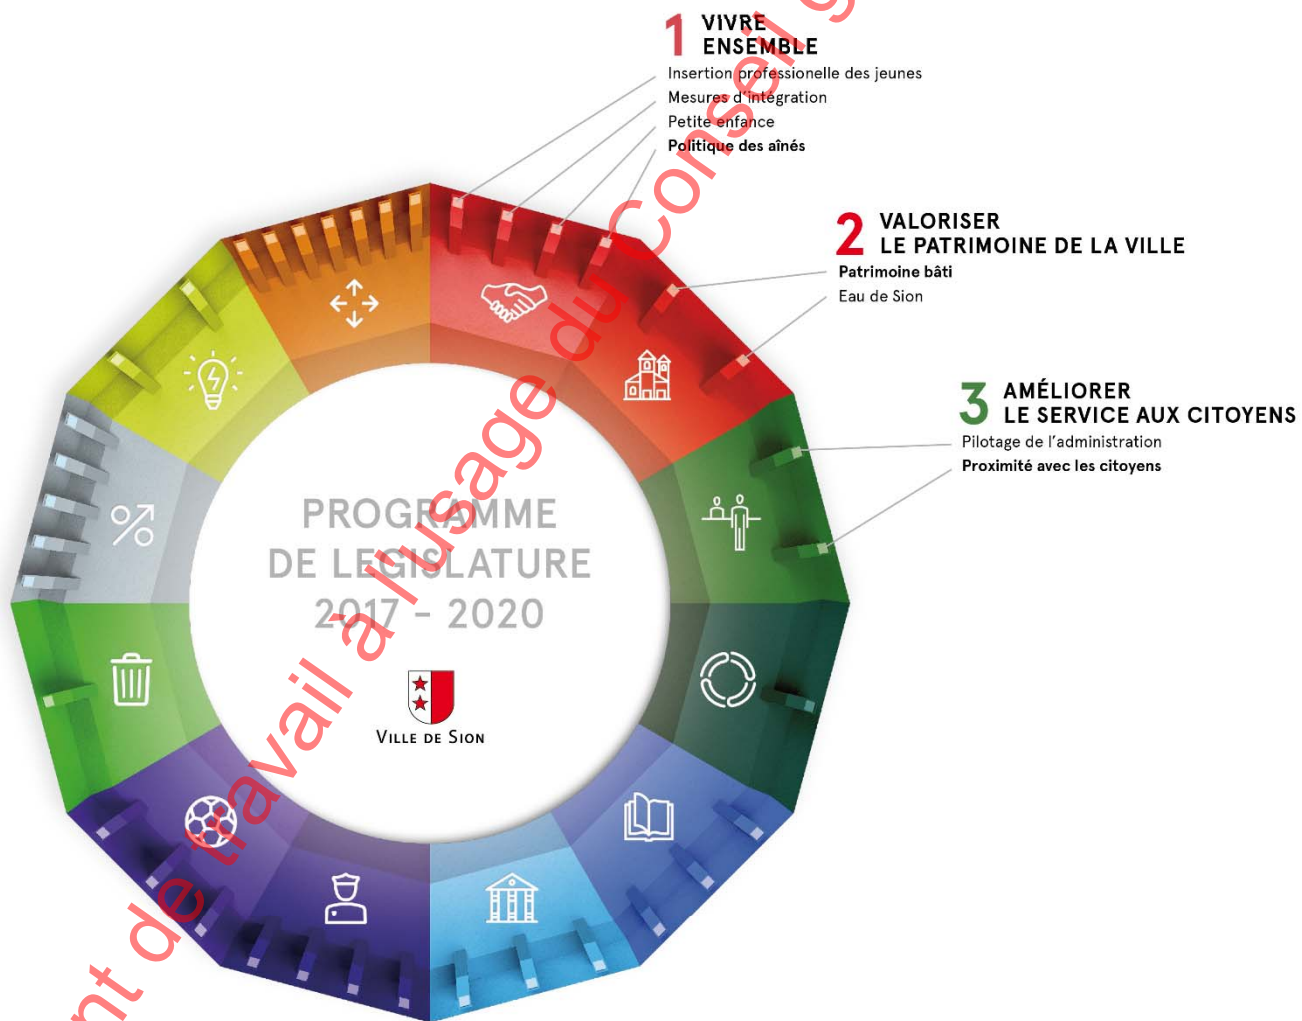 1 VIVRE
ENSEMBLE
Insertion professionelle des jeunes
Mesures d'intégration
Petite enfance
Politique des aînés
2 VALORISER
LE PATRIMOINE DE LA VILLE
Patrimoine bâti
Eau de Sion
3 AMÉLIORER
LE SERVICE AUX CITOYENS
Pilotage de l'administration
Proximité avec les citoyens
PROGRAMME
DE LEGISLATURE
2017 - 2020
VILLE DE SION
de travail à l'usage du Conseil